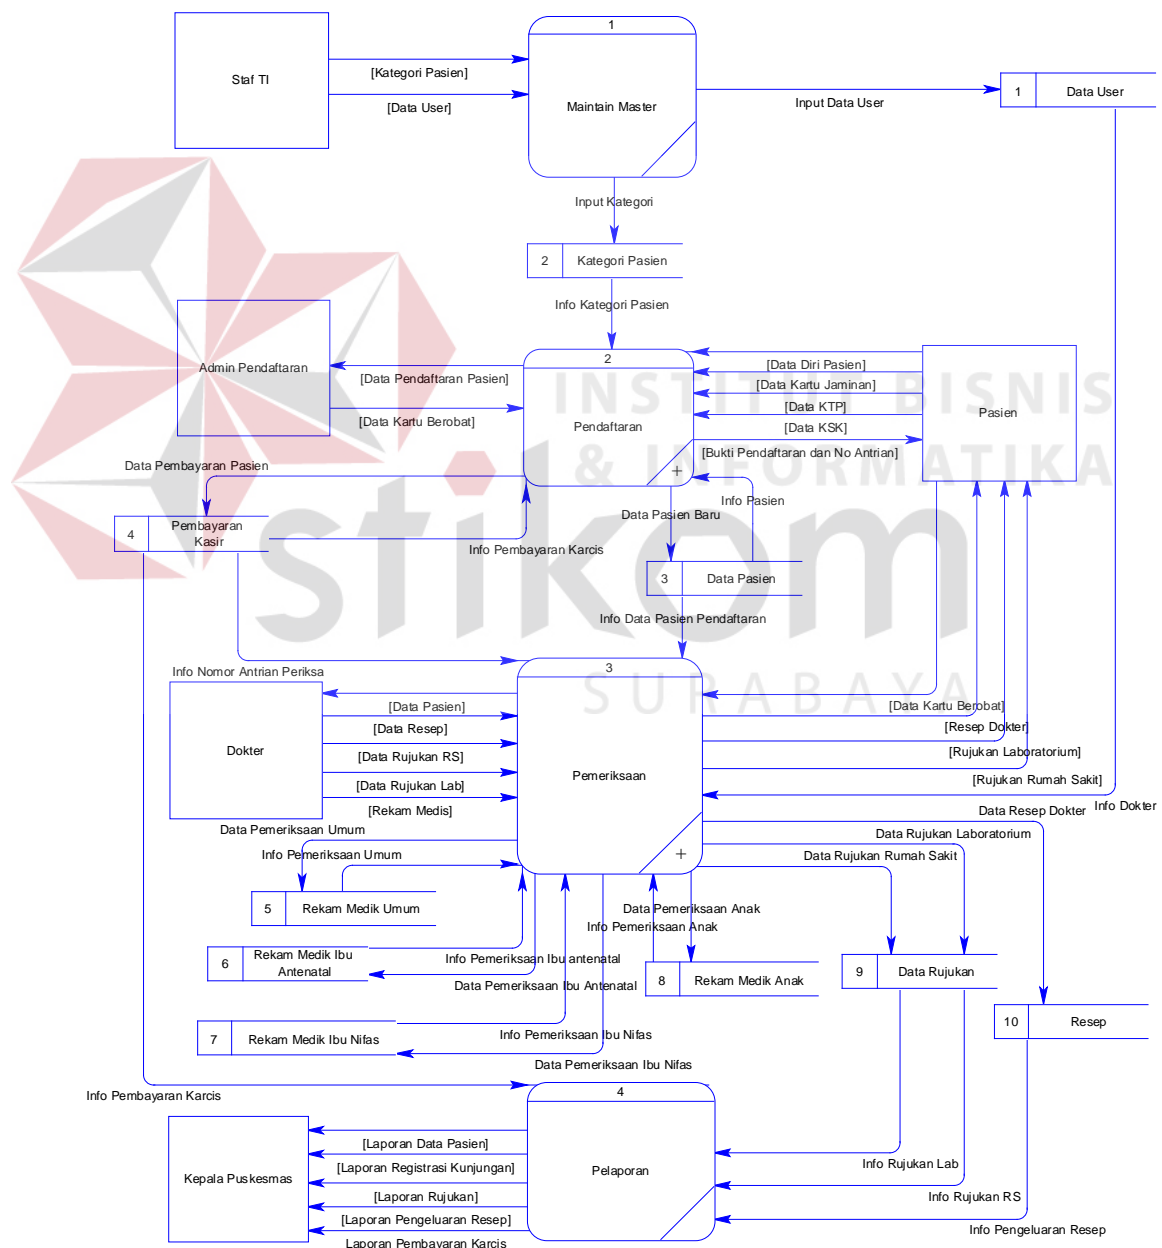 1
Staf TI
[Kategori Pasien]
[Data User]
Maintain Master
Input Data User
1
Data User
Input Kategori
2
Kategori Pasien
Info Kategori Pasien
Admin Pendaftaran
[Data Pendaftaran Pasien]
[Data Kartu Berobat]
2
Pendaftaran
+
[Data Diri Pasien]
[Data Kartu Jaminan]
[Data KTP]
[Data KSK]
[Bukti Pendaftaran dan No Antrian]
Pasien
INSTITUT BISNIS
& INFORMATIKA
stikom
SURABAYA
Data Pembayaran Pasien
4
Pembayaran
Kasir
Info Pembayaran Karcis
Data Pasien Baru
Info Pasien
3
Data Pasien
Info Data Pasien Pendaftaran
Info Nomor Antrian Periksa
3
Dokter
[Data Pasien]
[Data Resep]
[Data Rujukan RS]
[Data Rujukan Lab]
[Rekam Medis]
Pemeriksaan
+
[Data Kartu Berobat]
[Resep Dokter]
[Rujukan Laboratorium]
[Rujukan Rumah Sakit]
Info Dokter
Data Resep Dokter
Data Rujukan Laboratorium
Data Rujukan Rumah Sakit
Data Pemeriksaan Umum
Info Pemeriksaan Umum
5
Rekam Medik Umum
6
Rekam Medik Ibu
Antenatal
Info Pemeriksaan Ibu antenatal
Data Pemeriksaan Ibu Antenatal
Data Pemeriksaan Anak
Info Pemeriksaan Anak
8
Rekam Medik Anak
9
Data Rujukan
10
Resep
7
Rekam Medik Ibu Nifas
Info Pemeriksaan Ibu Nifas
Data Pemeriksaan Ibu Nifas
Info Pembayaran Karcis
4
Kepala Puskesmas
[Laporan Data Pasien]
[Laporan Registrasi Kunjungan]
[Laporan Rujukan]
[Laporan Pengeluaran Resep]
Laporan Pembayaran Karcis
Pelaporan
Info Rujukan Lab
Info Rujukan RS
Info Pengeluaran Resep